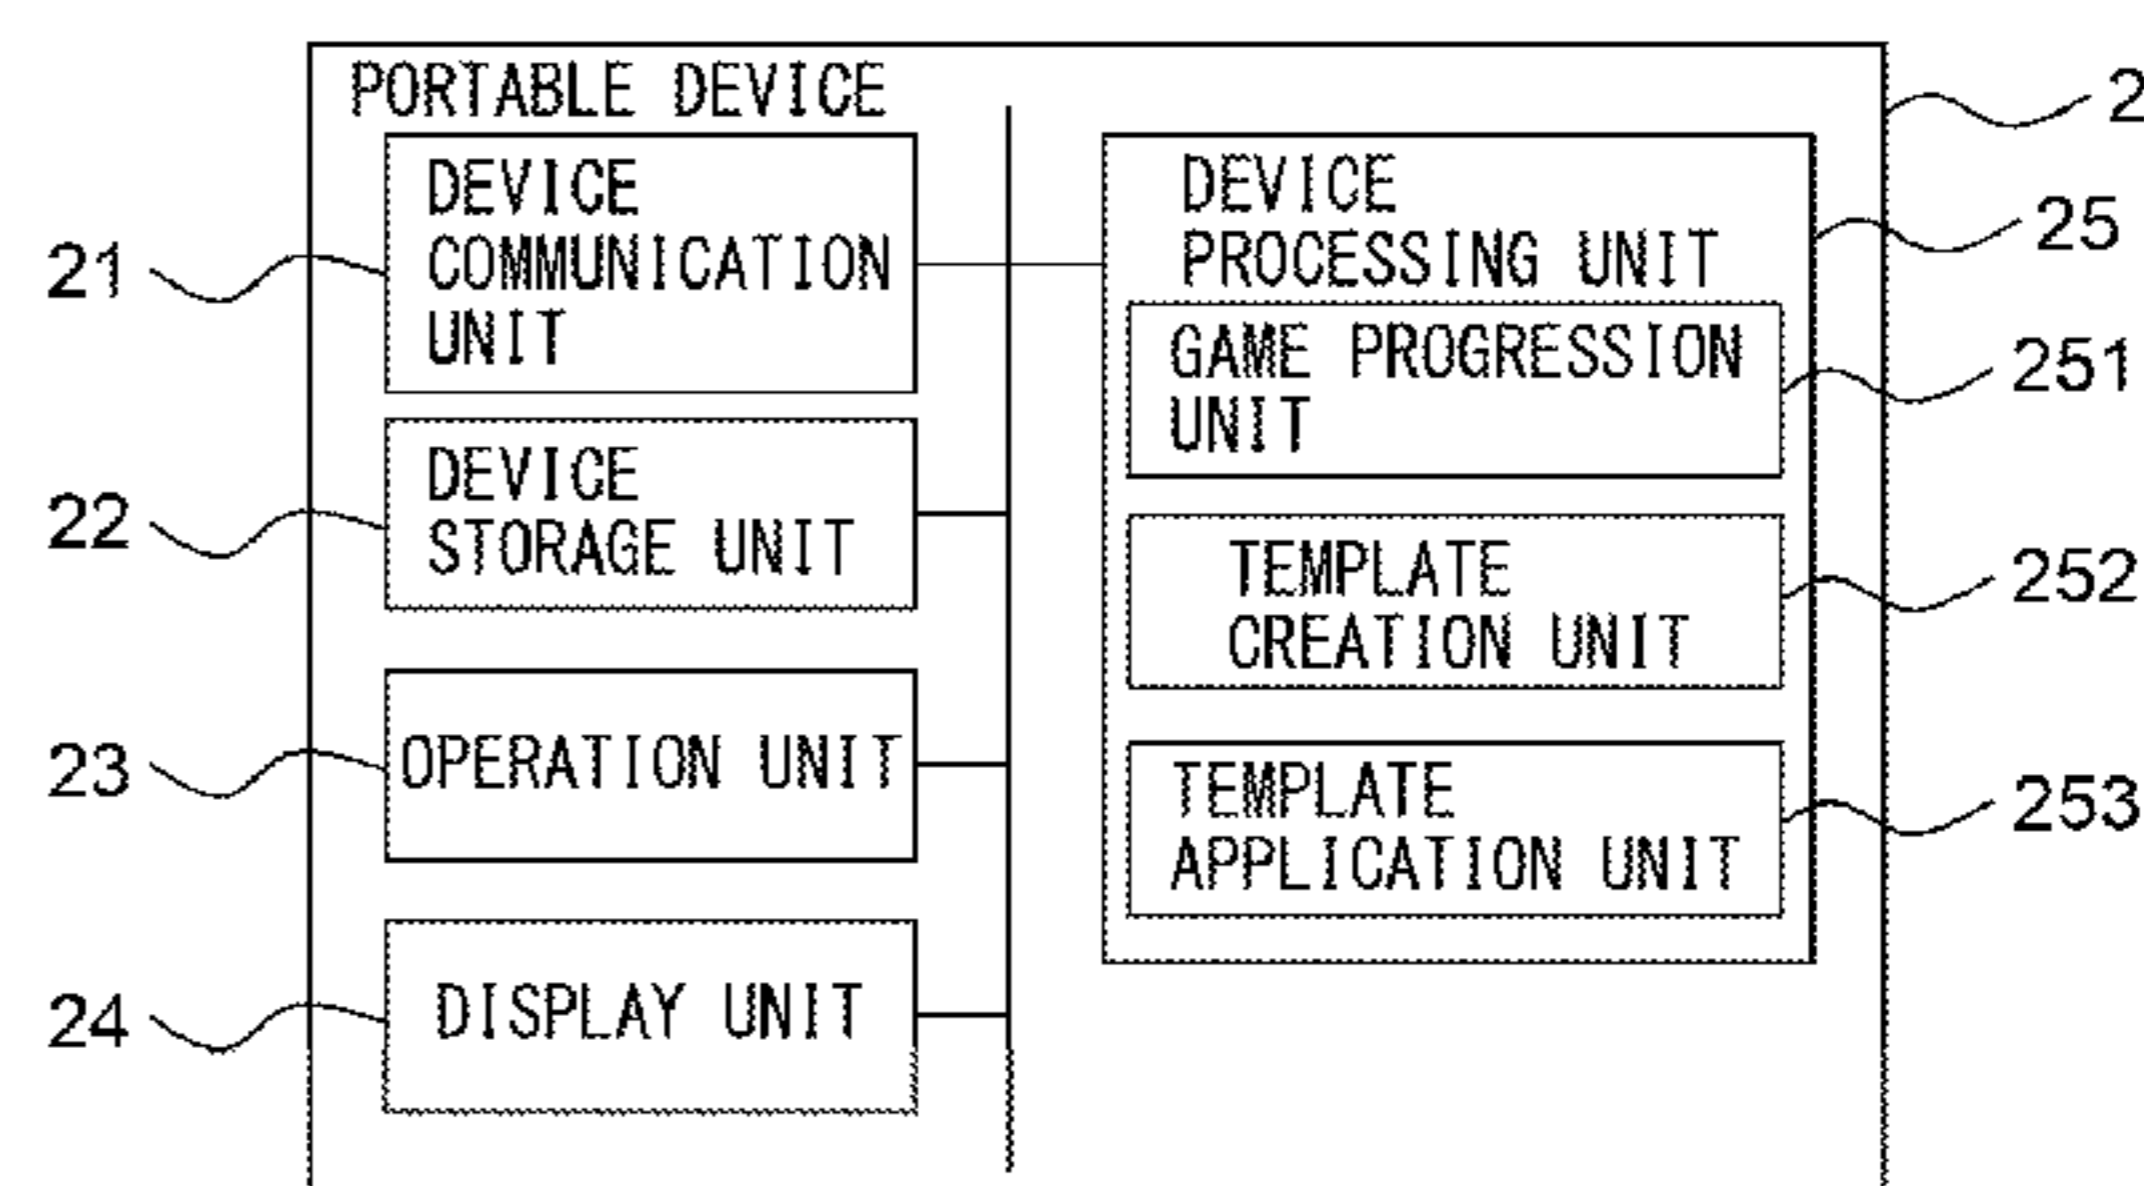 PORTABLE DEVICE
2
DEVICE
COMMUNICATION
UNIT
21
DEVICE
STORAGE UNIT
22
OPERATION UNIT
23
DISPLAY UNIT
24
DEVICE
PROCESSING UNIT
25
GAME PROGRESSION
UNIT
251
TEMPLATE
CREATION UNIT
252
TEMPLATE
APPLICATION UNIT
253